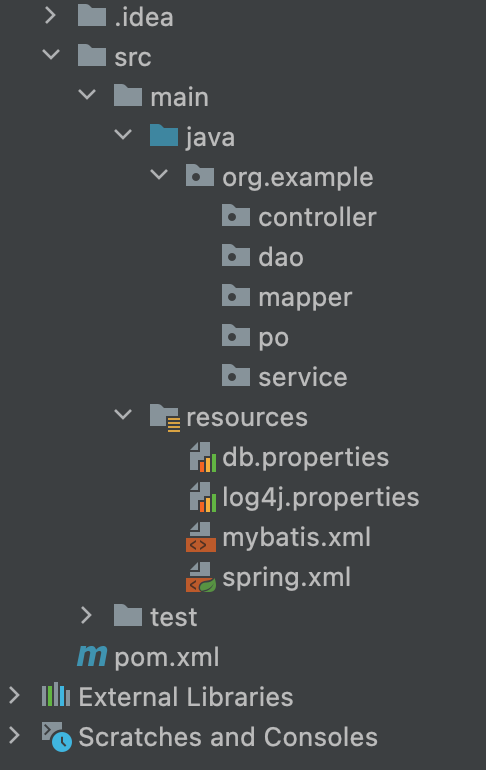 .idea
src
main
java
org.example
controller
dao
mapper
po
service
resources
db.properties
log4j.properties
mybatis.xml
spring.xml
test
pom.xml
External Libraries
Scratches and Consoles